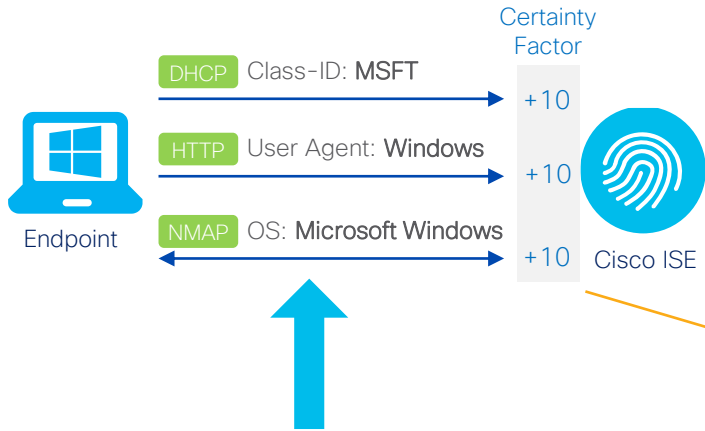 Certainty
Factor
DHCP Class-ID: MSFT
+10
HTTP User Agent: Windows
+10
NMAP OS: Microsoft Windows
+10
Endpoint
Cisco ISE